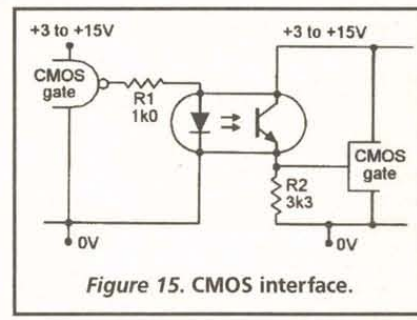 +3 to +15V
+3 to +15V
CMOS
gate
R1
1k0
CMOS
gate
R2
3k3
0V
0V
Figure 15. CMOS interface.